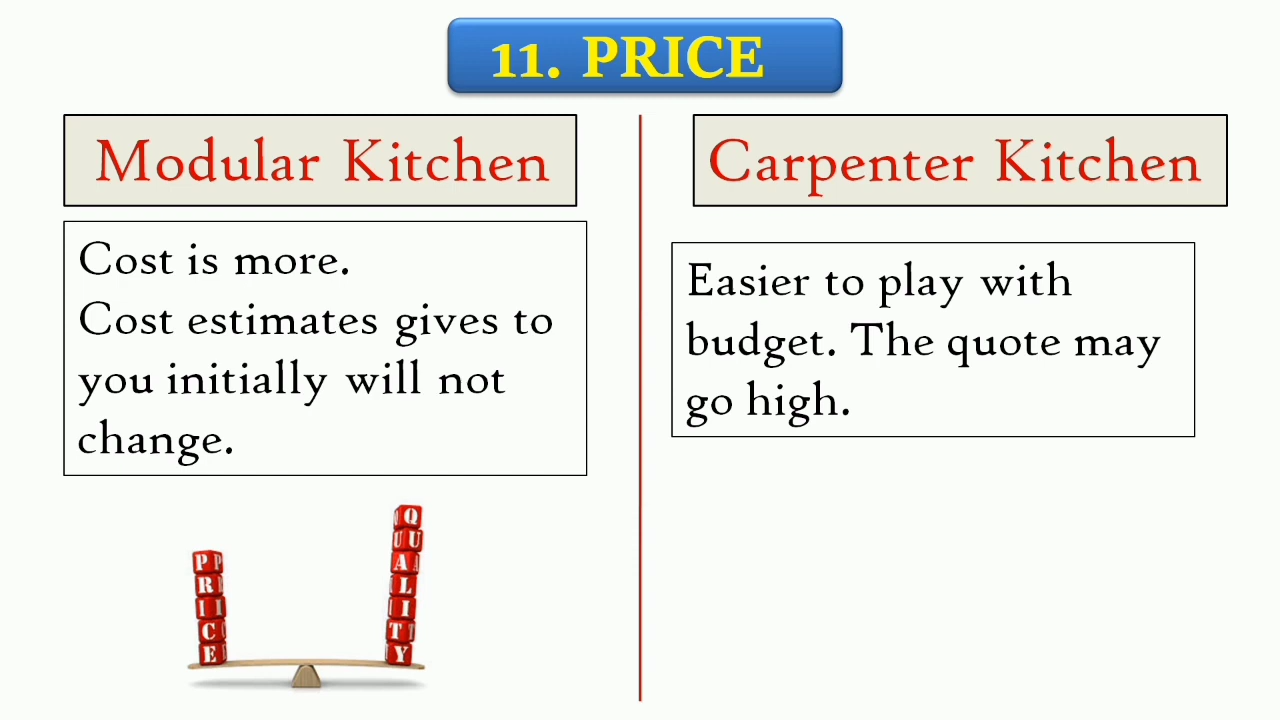 11. PRICE
Modular Kitchen
Cost is more.
Cost estimates gives to
you initially will not
change.
Carpenter Kitchen
Easier to play with
budget. The quote may
go high.
PRICE
QUALITY